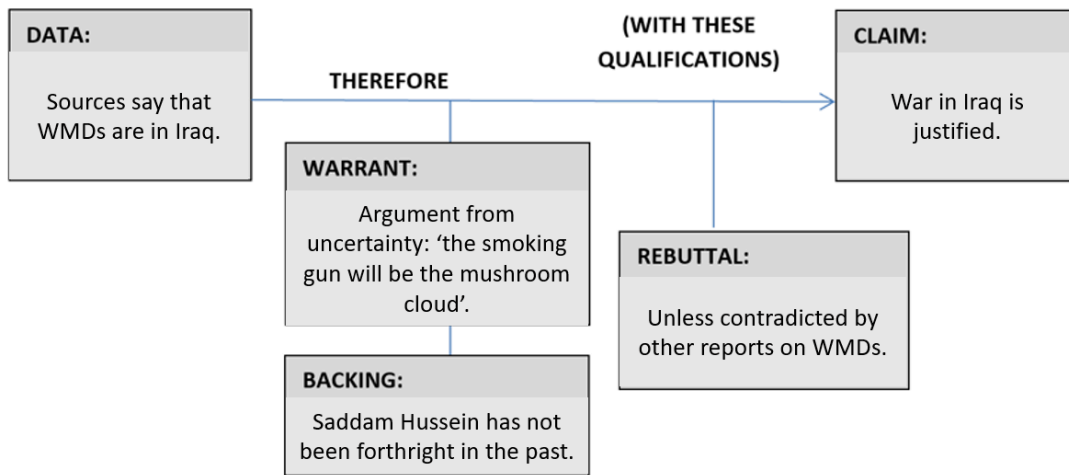 DATA:
Sources say that
WMDs are in Iraq.
THEREFORE
(WITH THESE
QUALIFICATIONS)
CLAIM:
War in Iraq is
justified.
WARRANT:
Argument from
uncertainty: ‘the smoking
gun will be the mushroom
cloud’.
REBUTTAL:
Unless contradicted by
other reports on WMDs.
BACKING:
Saddam Hussein has not
been forthright in the past.